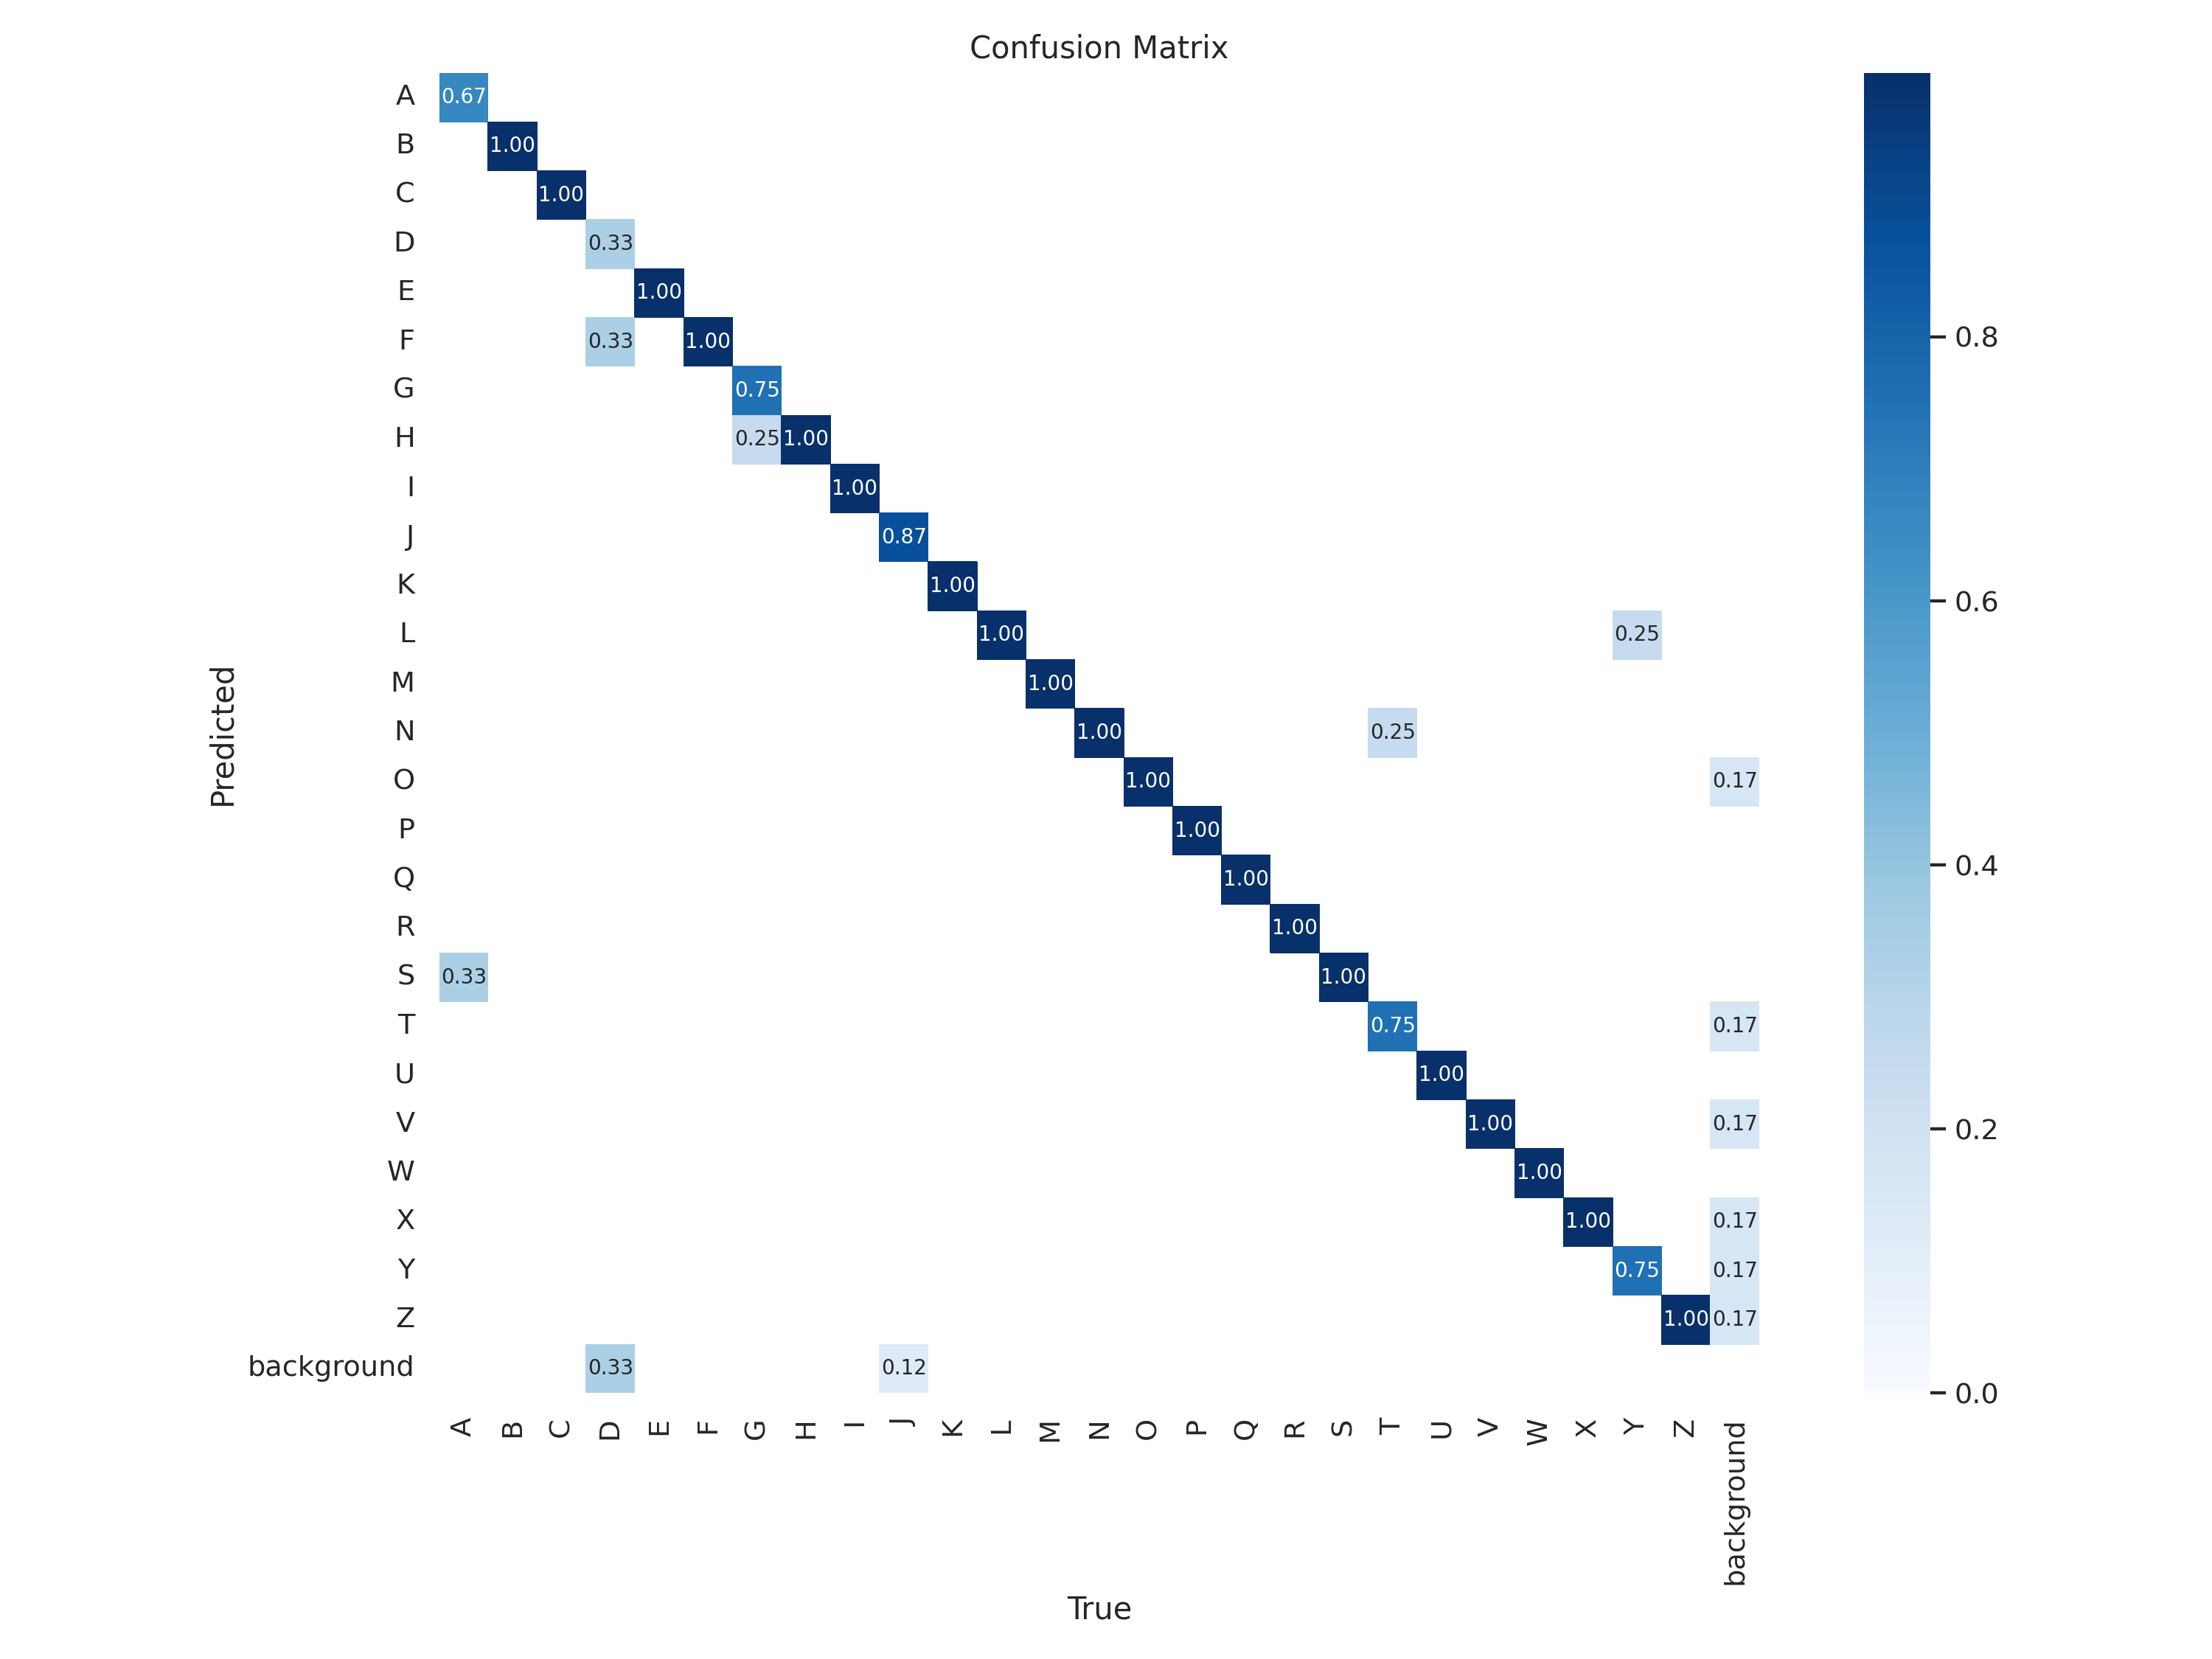 Confusion Matrix
A 0.67
B 1.00
C 1.00
D 0.33
E 1.00
F 0.33 1.00 0.8
G 0.75
H 0.25 1.00
I 1.00
J 0.87
K 1.00
0.6
L 1.00 0.25
M 1.00
N 1.00 0.25
Predicted
O 1.00 0.17
P 1.00
0.4
Q 1.00
R 1.00
S 0.33 1.00
T 0.75 0.17
U 1.00
V 1.00 0.17
0.2
W 1.00
X 1.00 0.17
Y 0.75 0.17
Z 1.00 0.17
background 0.33 0.12
0.0
A B C D E F G H I J K L M N O P Q R S T U V W X Y Z background
True